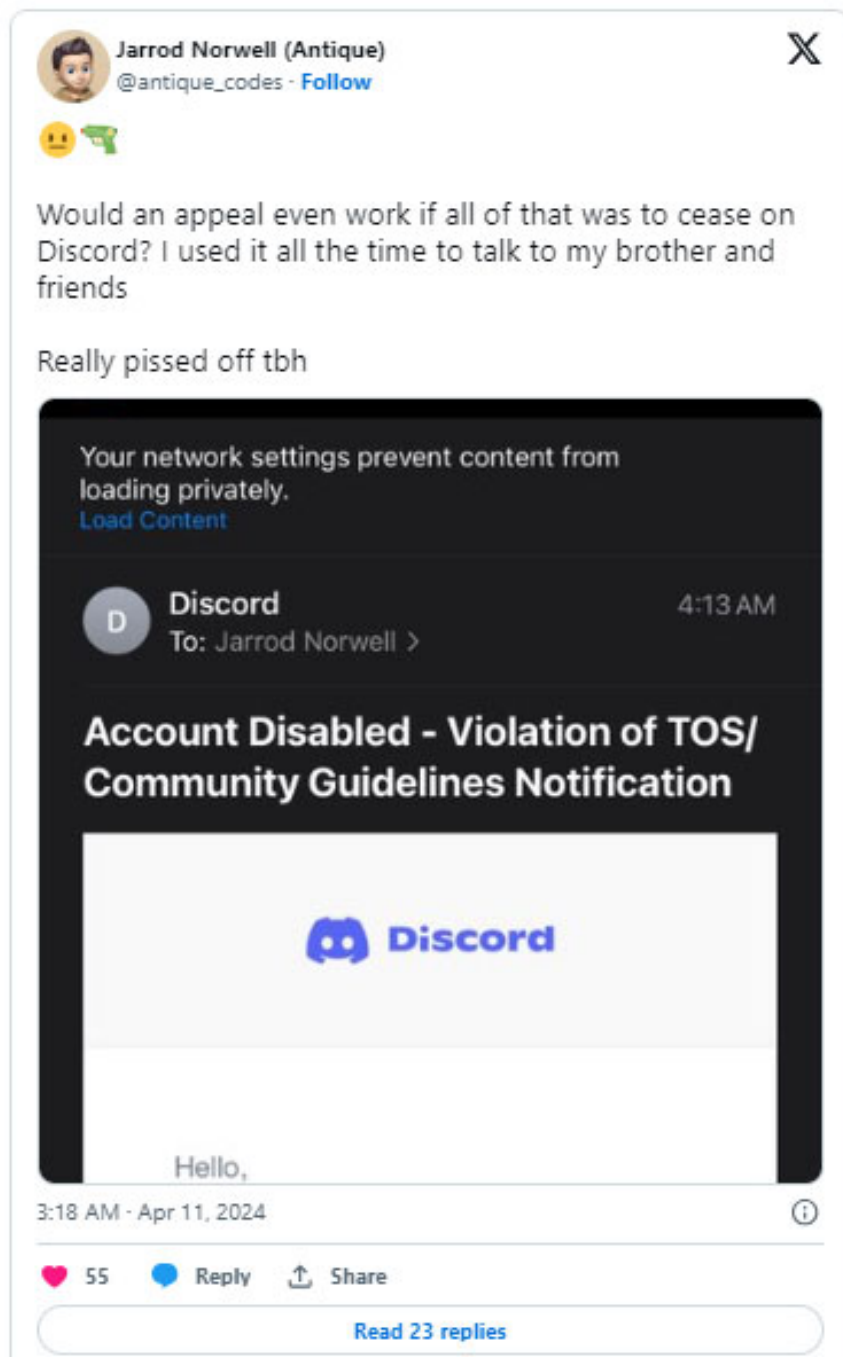 Jarrod Norwell (Antique)
@antique_codes · Follow
Would an appeal even work if all of that was to cease on
Discord? I used it all the time to talk to my brother and
friends
Really pissed off tbh
Your network settings prevent content from
loading privately.
Load Content
D
Discord
4:13 AM
To: Jarrod Norwell >
Account Disabled - Violation of TOS/
Community Guidelines Notification
Discord
Hello,
3:18 AM · Apr 11, 2024
55 Reply Share
Read 23 replies